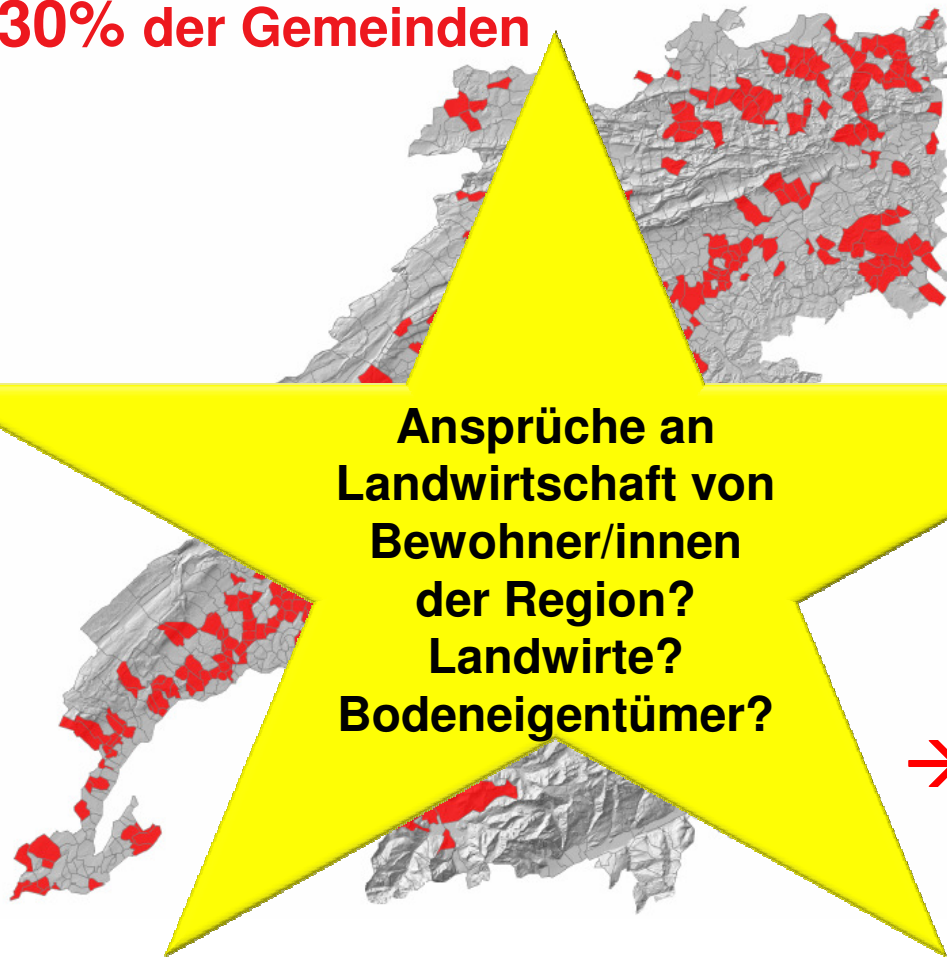 30% der Gemeinden
Ansprüche an
Landwirtschaft von
Bewohner/innen
der Region?
Landwirte?
Bodeneigentümer?